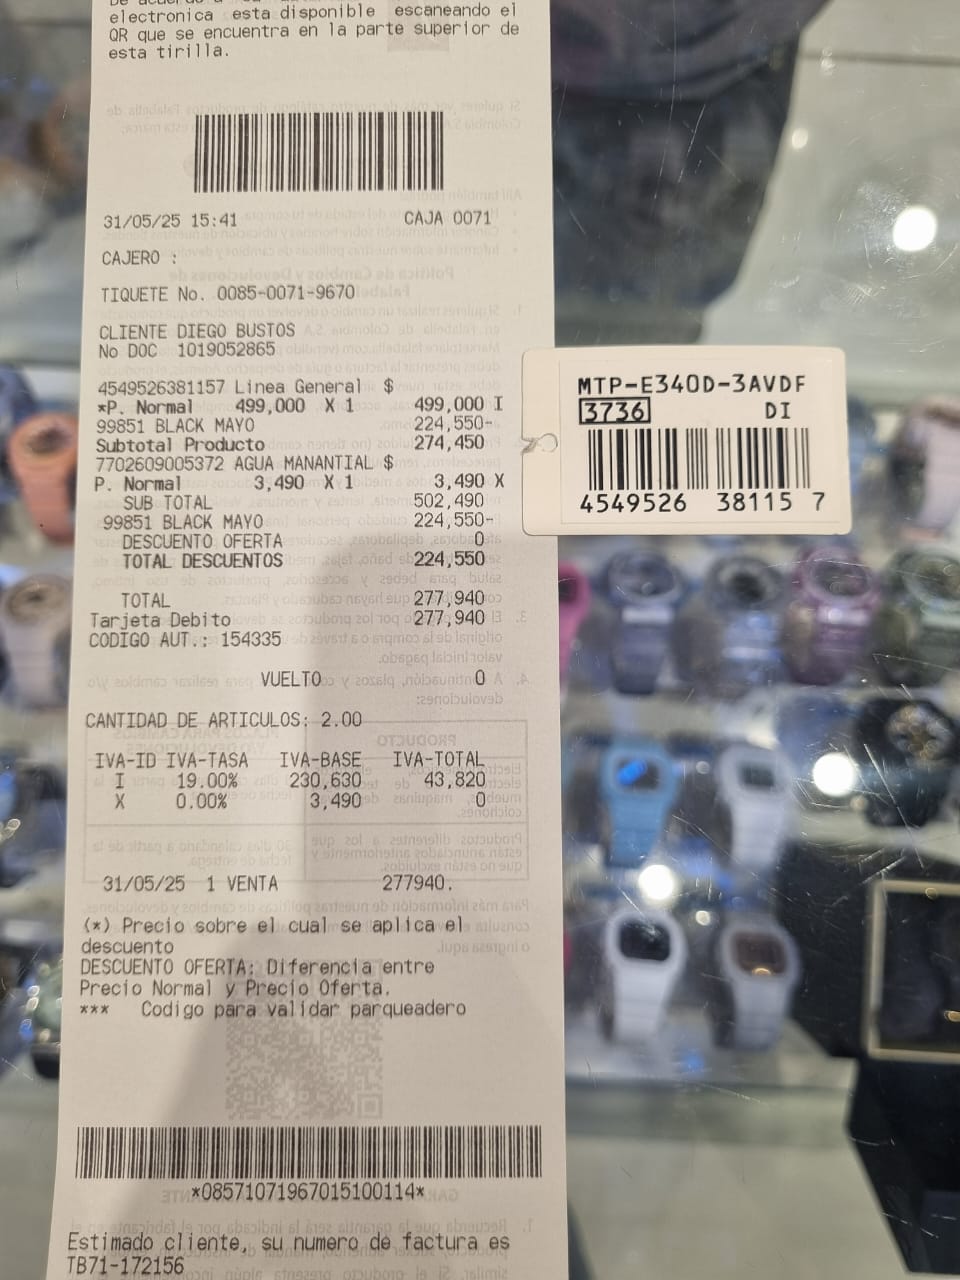 electronica esta disponible escaneando el
QR que se encuentra en la parte superior de
esta tirilla.
31/05/25 15:41 CAJA 0071
CAJERO :
TIQUETE No. 0085-0071-9670
CLIENTE DIEGO BUSTOS
No DOC 1019052865
4549526381157 Linea General $
*P. Normal 499,000 X 1 499,000 I
99851 BLACK MAYO 224,550-
Subtotal Producto 274,450
7702609005372 AGUA MANANTIAL $
P. Normal 3,490 X 1 3,490 X
SUB TOTAL 502,490
99851 BLACK MAYO 224,550-
DESCUENTO OFERTA 0
TOTAL DESCUENTOS 224,550
TOTAL 277,940
Tarjeta Debito 277,940
CODIGO AUT.: 154335
VUELTO 0
CANTIDAD DE ARTICULOS: 2.00
IVA-ID IVA-TASA IVA-BASE IVA-TOTAL
I 19.00% 230,630 43,820
X 0.00% 3,490 0
31/05/25 1 VENTA 277940.
(*) Precio sobre el cual se aplica el
descuento
DESCUENTO OFERTA: Diferencia entre
Precio Normal y Precio Oferta.
*** Codigo para validar parqueadero
*08571071967015100114*
Estimado cliente, su numero de factura es
TB71-172156
MTP-E340D-3AVDF
3736 DI
4549526 38115 7